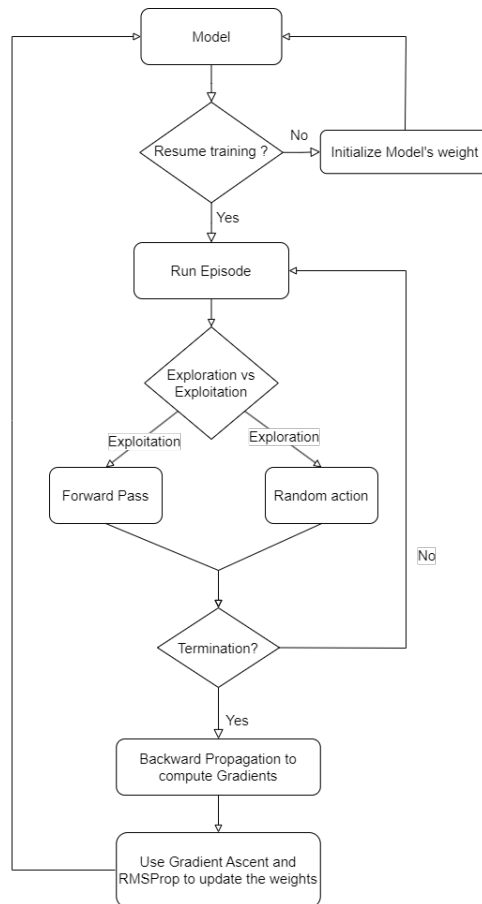 Model
Resume training ?
No
Initialize Model's weight
Yes
Run Episode
Exploration vs
Exploitation
Exploitation
Exploration
Forward Pass
Random action
No
Termination?
Yes
Backward Propagation to
compute Gradients
Use Gradient Ascent and
RMSProp to update the weights